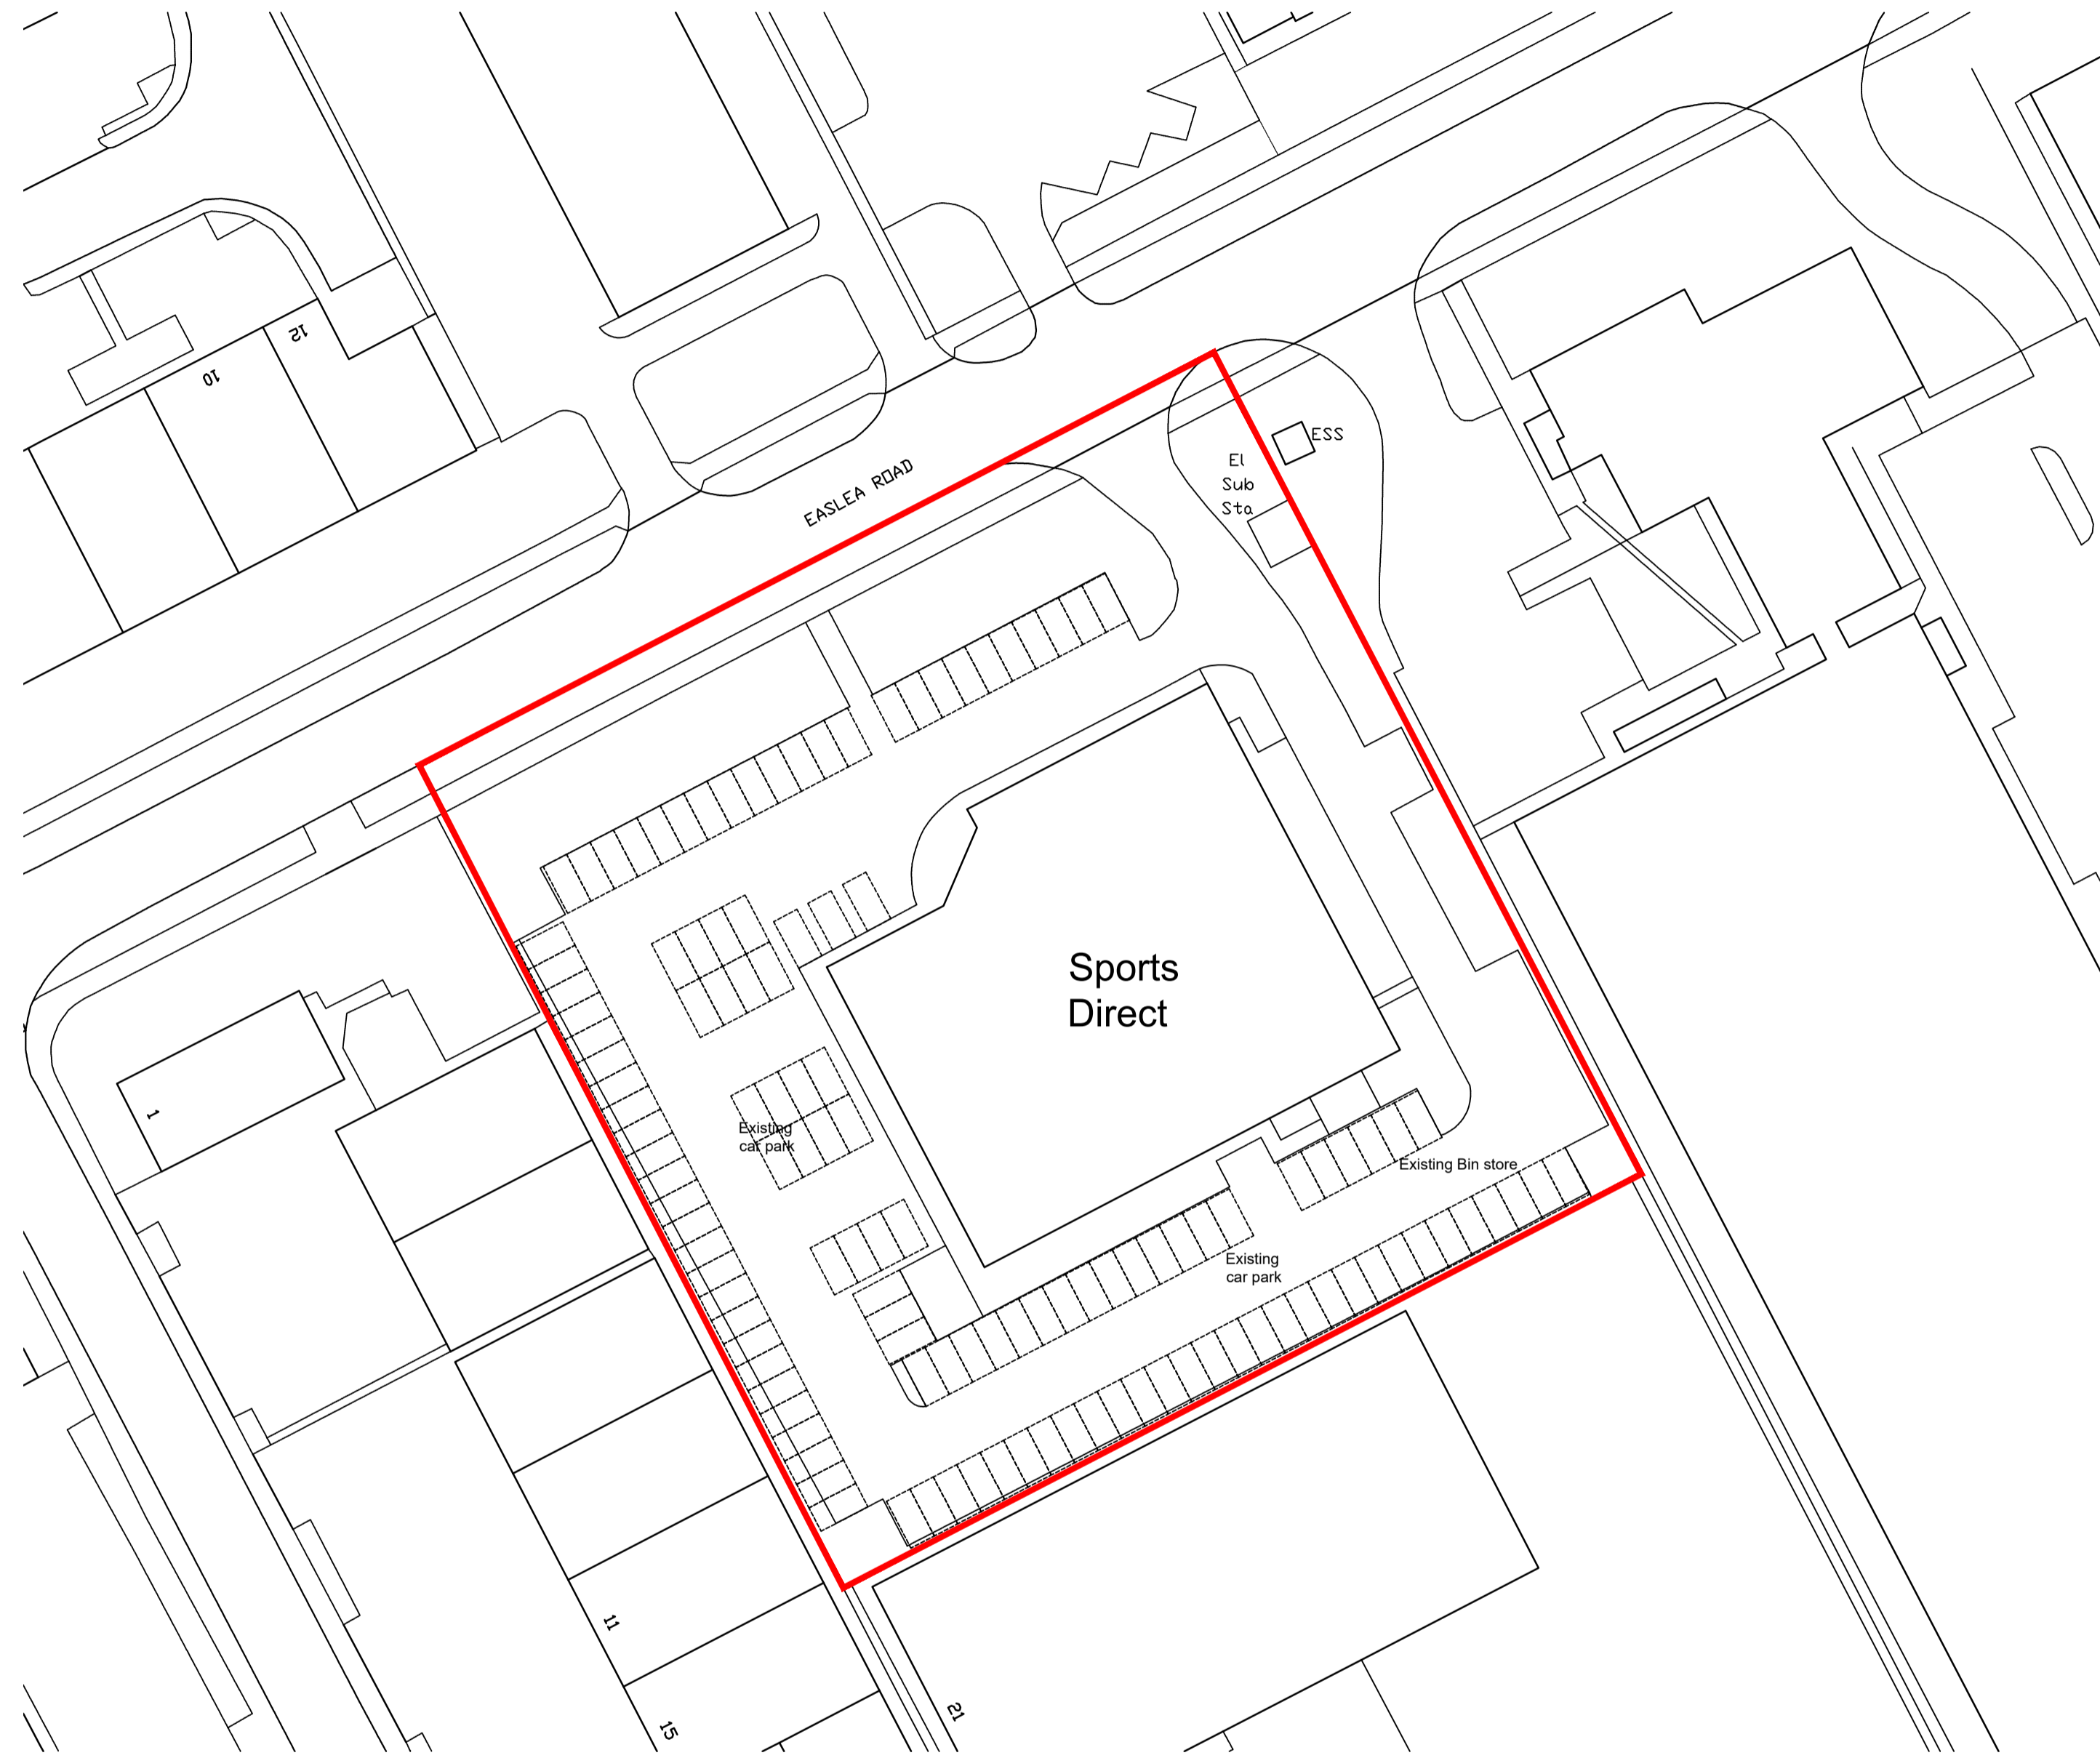 12
10
ESS
El
Sub
Sta
EASLEA ROAD
Sports
Direct
1
Existing
car park
Existing Bin store
Existing
car park
11
15
21